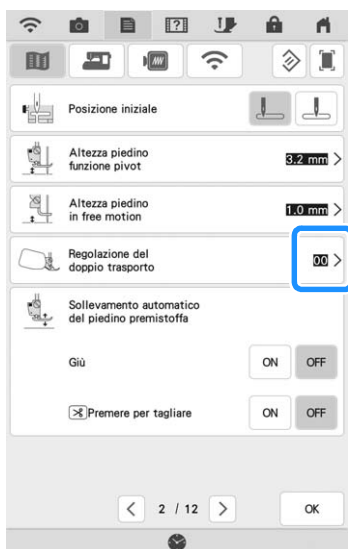 Posizione iniziale
Altezza piedino
funzione pivot
3.2 mm >
Altezza piedino
in free motion
1.0 mm >
Regolazione del
doppio trasporto
00 >
Sollevamento automatico
del piedino premistoffa
Giù
ON OFF
Premere per tagliare
ON OFF
< 2 / 12 >
OK